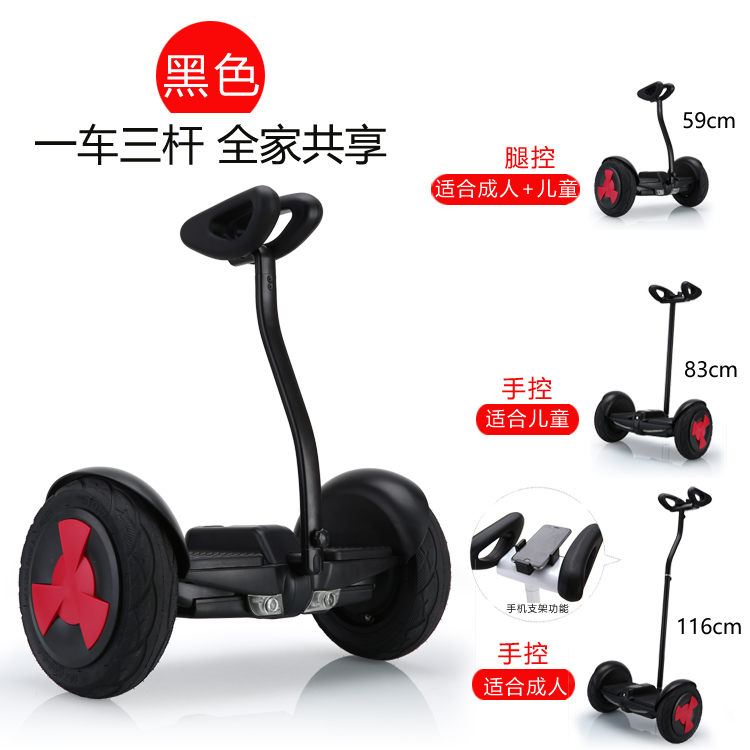 黑色
一车三杆 全家共享
59cm
腿控
适合成人+儿童
83cm
手控
适合儿童
手机支架功能
116cm
手控
适合成人